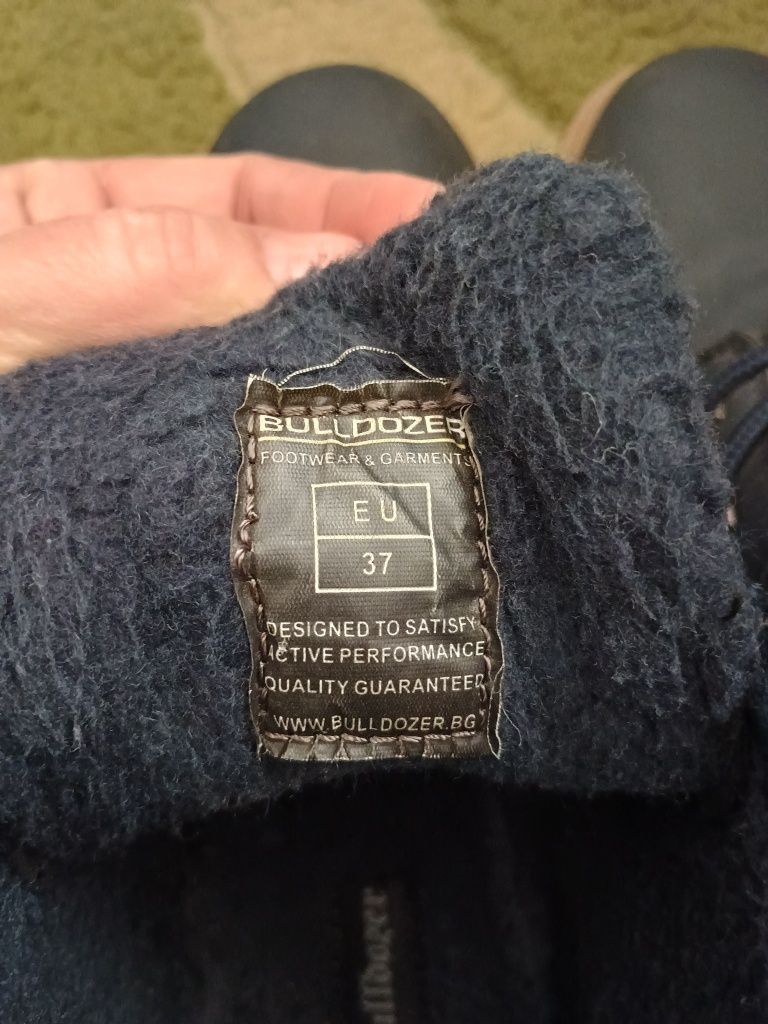 BULLDOZER
FOOTWEAR & GARMENTS
EU
37
DESIGNED TO SATISFY
ACTIVE PERFORMANCE
QUALITY GUARANTEED
WWW.BULLDOZER.BG